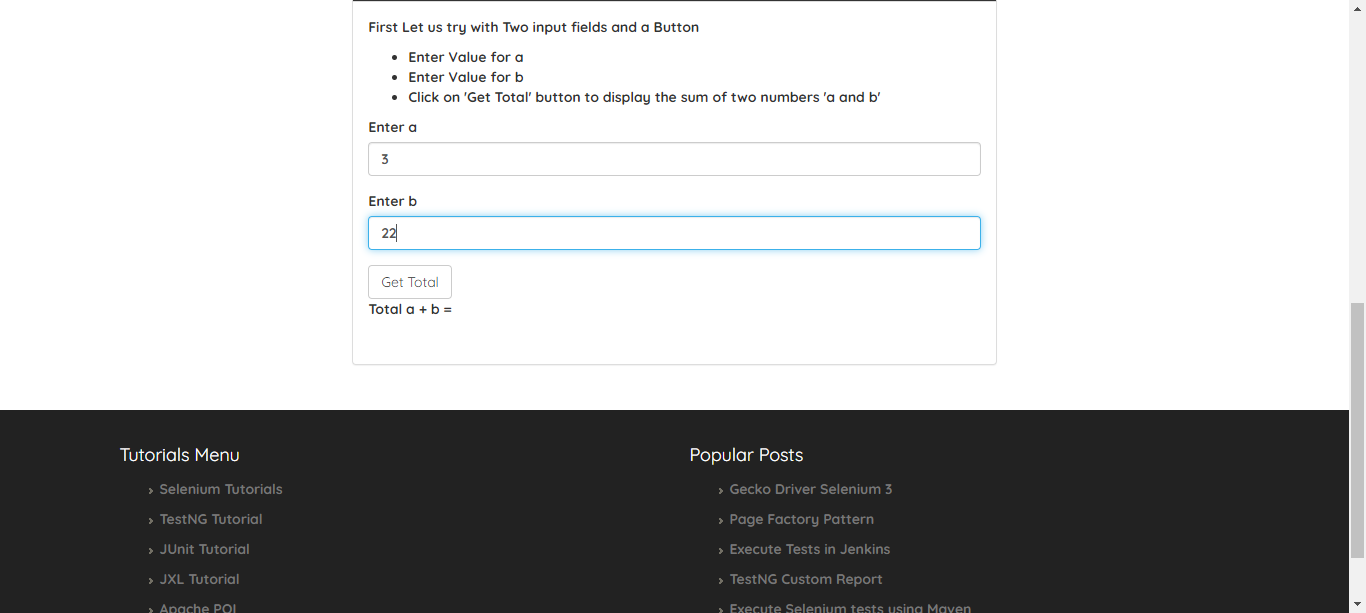 First Let us try with Two input fields and a Button
Enter Value for a
Enter Value for b
Click on 'Get Total' button to display the sum of two numbers 'a and b'
Enter a
3
Enter b
22
Get Total
Total a + b =
Tutorials Menu
Selenium Tutorials
TestNG Tutorial
JUnit Tutorial
JXL Tutorial
Apache POI
Popular Posts
Gecko Driver Selenium 3
Page Factory Pattern
Execute Tests in Jenkins
TestNG Custom Report
Execute Selenium tests using Maven